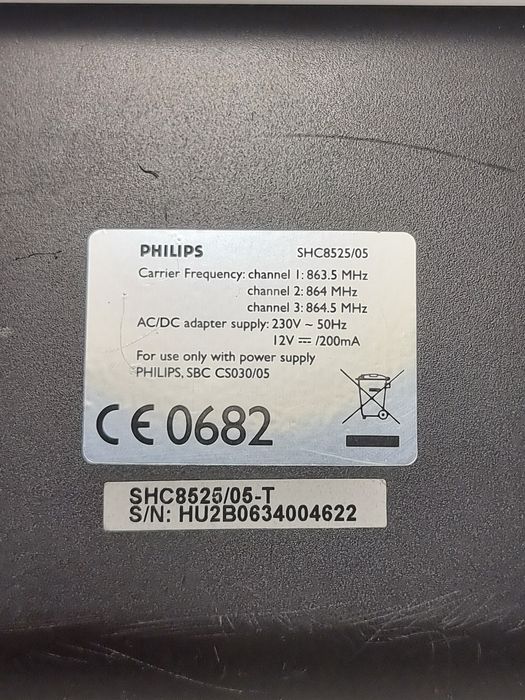 PHILIPS SHC8525/05
Carrier Frequency: channel 1: 863.5 MHz
channel 2: 864 MHz
channel 3: 864.5 MHz
AC/DC adapter supply: 230V ~ 50Hz
12V ⎓ /200mA
For use only with power supply
PHILIPS, SBC CS030/05
CE 0682
SHC8525/05-T
S/N: HU2B0634004622